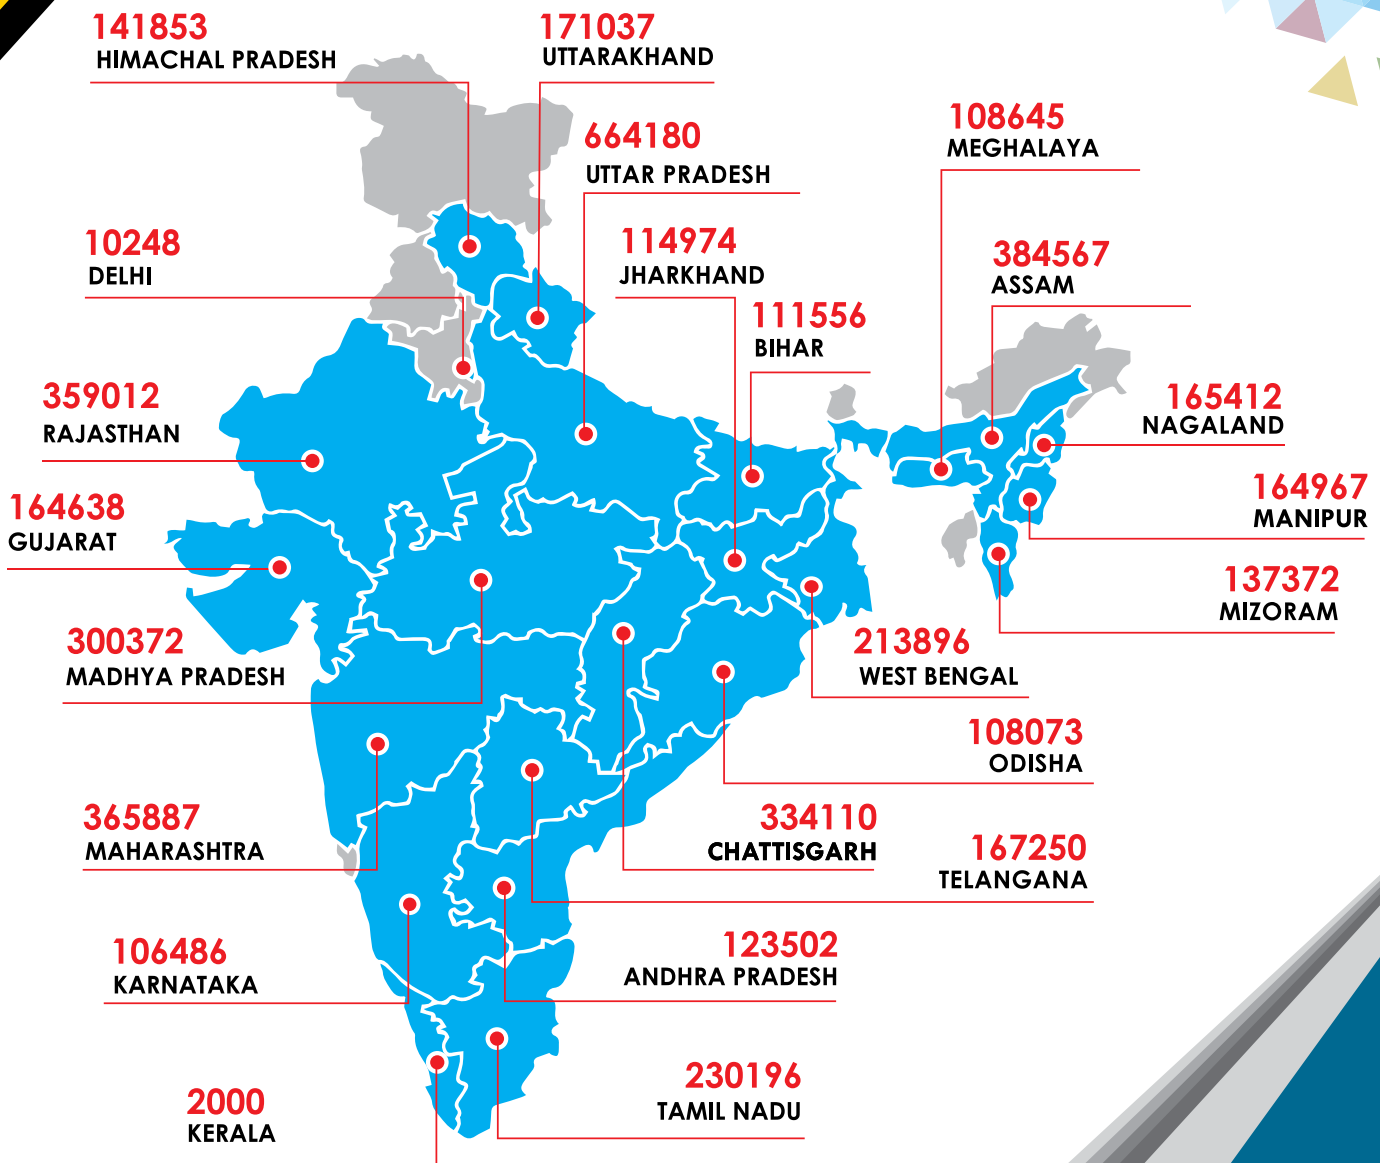 141853
HIMACHAL PRADESH
171037
UTTARAKHAND
664180
UTTAR PRADESH
108645
MEGHALAYA
10248
DELHI
114974
JHARKHAND
384567
ASSAM
111556
BIHAR
359012
RAJASTHAN
165412
NAGALAND
164638
GUJARAT
164967
MANIPUR
137372
MIZORAM
300372
MADHYA PRADESH
213896
WEST BENGAL
108073
ODISHA
365887
MAHARASHTRA
334110
CHATTISGARH
167250
TELANGANA
106486
KARNATAKA
123502
ANDHRA PRADESH
2000
KERALA
230196
TAMIL NADU